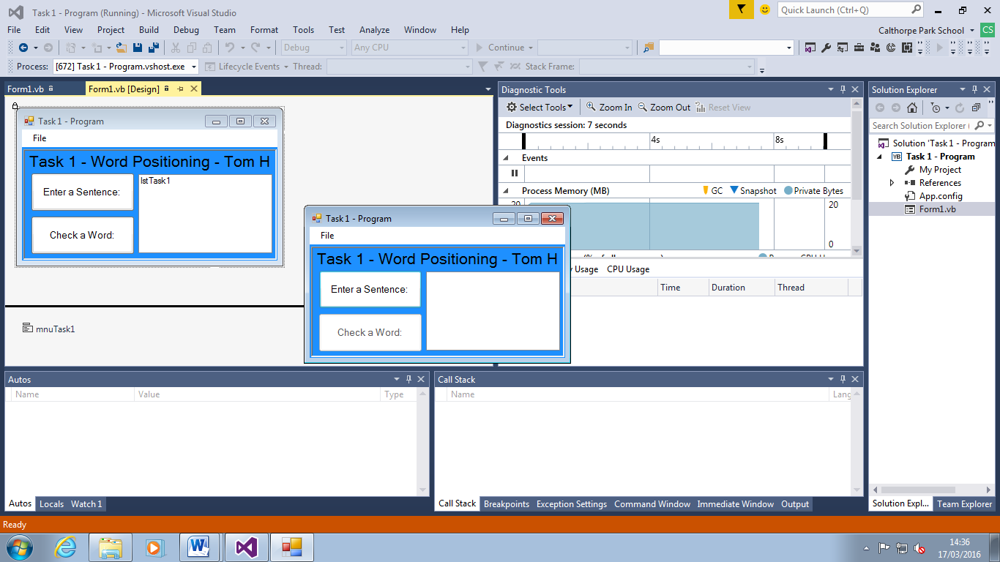 Task 1 - Program (Running) - Microsoft Visual Studio
Quick Launch (Ctrl+Q)
File Edit View Project Build Debug Team Format Tools Test Analyze Window Help
Calthorpe Park School CS
Debug Any CPU Continue
Process: [672] Task 1 - Program.vshost.exe Lifecycle Events Thread: Stack Frame:
Form1.vb Form1.vb [Design]
Task 1 - Program
File
Task 1 - Word Positioning - Tom H
Enter a Sentence:
lstTask1
Check a Word:
mnuTask1
Task 1 - Program
File
Task 1 - Word Positioning - Tom H
Enter a Sentence:
Check a Word:
Diagnostic Tools
Select Tools Zoom In Zoom Out Reset View
Diagnostics session: 7 seconds
4s 8s
Events
Process Memory (MB) GC Snapshot Private Bytes
20 20
0
Usage CPU Usage
Time Duration Thread
Solution Explorer
Search Solution Explorer (
Solution 'Task 1 - Program
VB Task 1 - Program
My Project
References
App.config
Form1.vb
Solution Expl... Team Explorer
Autos
Name Value Type
Autos Locals Watch 1
Call Stack
Name Lang
Call Stack Breakpoints Exception Settings Command Window Immediate Window Output
Ready
14:36
17/03/2016